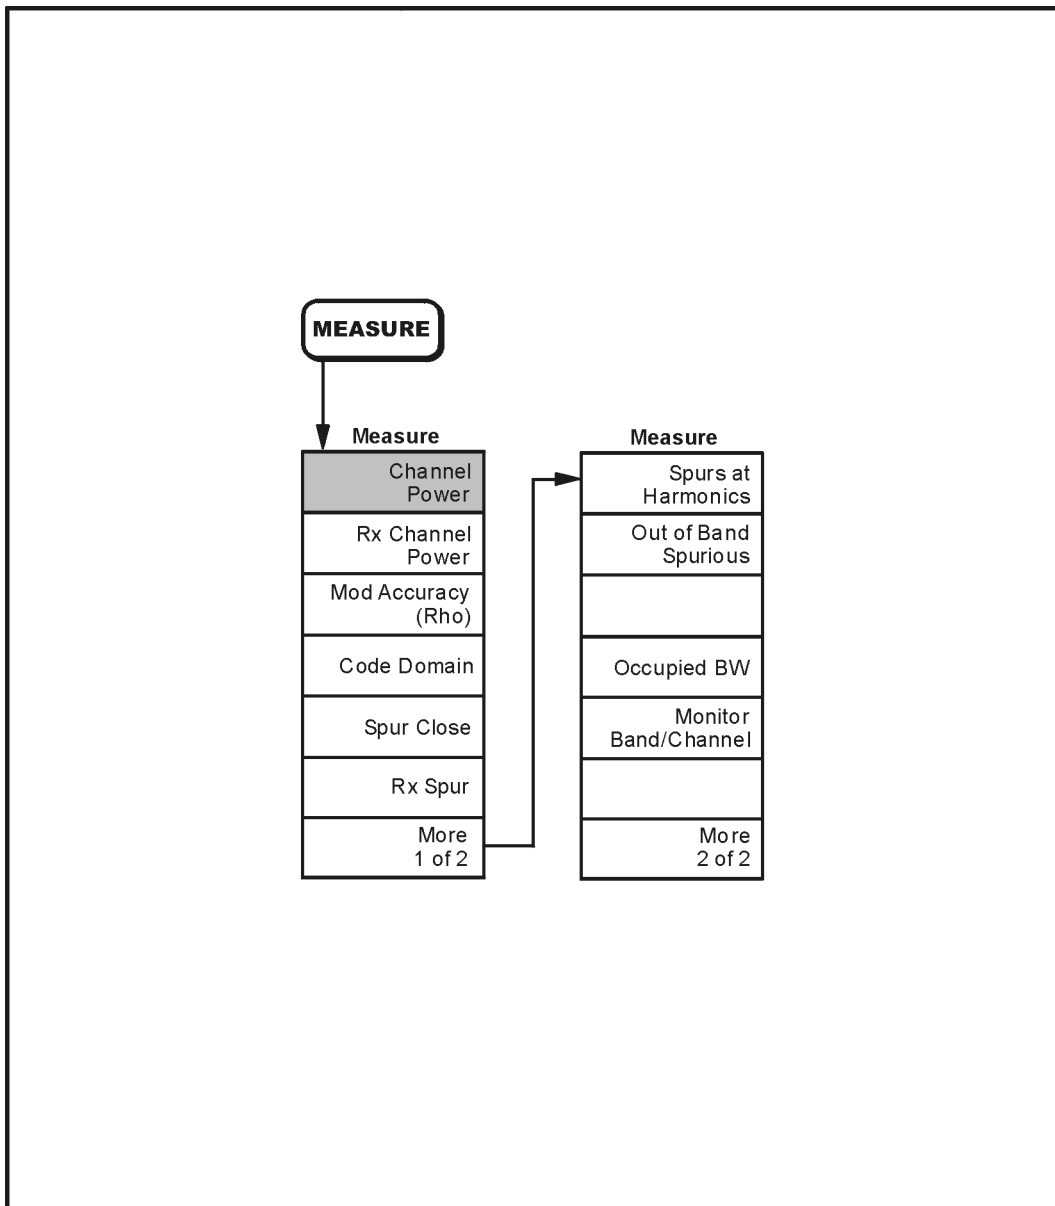 MEASURE
Measure
Channel
Power
Rx Channel
Power
Mod Accuracy
(Rho)
Code Domain
Spur Close
Rx Spur
More
1 of 2
Measure
Spurs at
Harmonics
Out of Band
Spurious
Occupied BW
Monitor
Band/Channel
More
2 of 2